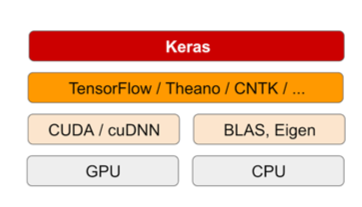 Keras
TensorFlow / Theano / CNTK / ...
CUDA / cuDNN
BLAS, Eigen
GPU
CPU